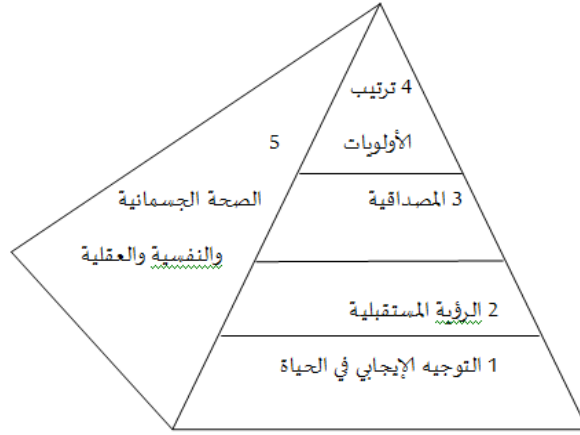 4 ترتيب
الأولويات
5
الصحة الجسمانية
والنفسية والعقلية
3 المصداقية
2 الرؤية المستقبلية
1 التوجيه الإيجابي في الحياة